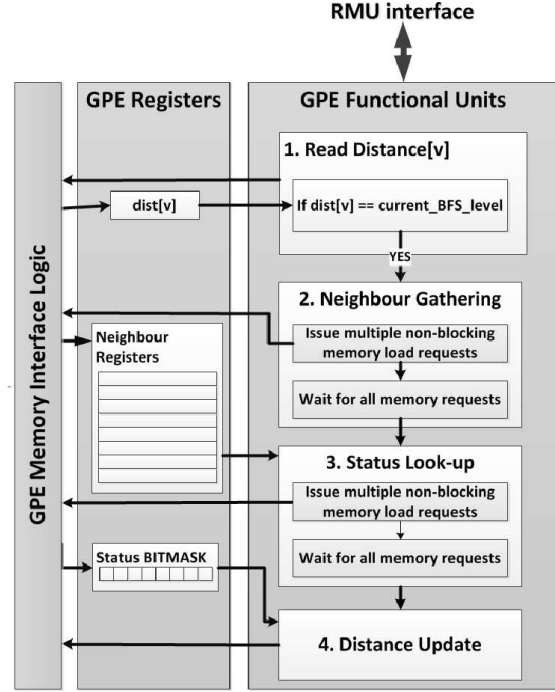 RMU interface
GPE Memory Interface Logic
GPE Registers
GPE Functional Units
1. Read Distance[v]
dist[v]
If dist[v] == current_BFS_level
YES
2. Neighbour Gathering
Issue multiple non-blocking
memory load requests
Wait for all memory requests
Neighbour
Registers
3. Status Look-up
Issue multiple non-blocking
memory load requests
Wait for all memory requests
Status BITMASK
4. Distance Update